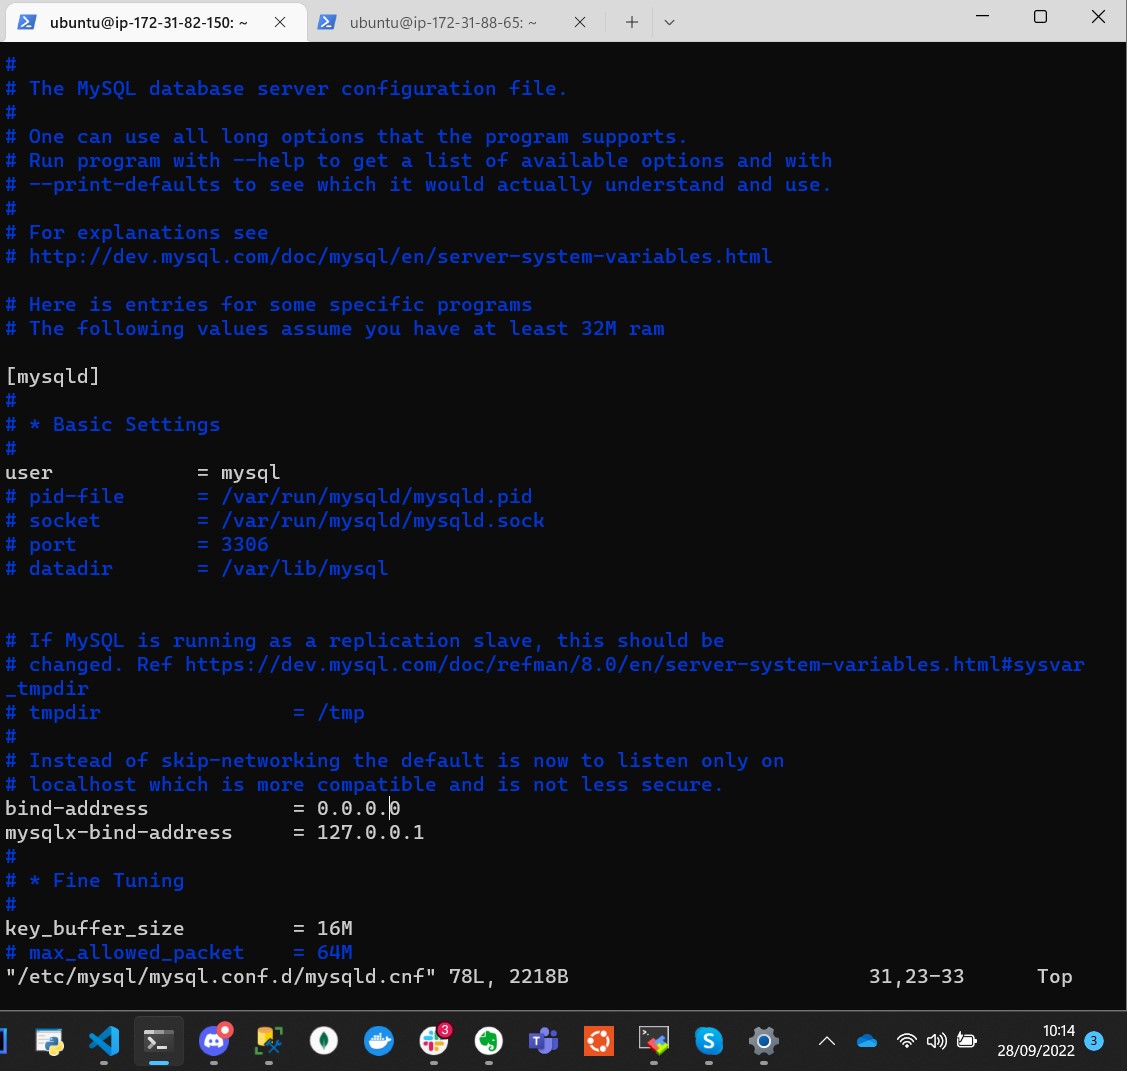 ubuntu@ip-172-31-82-150: ~
ubuntu@ip-172-31-88-65: ~
#
# The MySQL database server configuration file.
#
# One can use all long options that the program supports.
# Run program with --help to get a list of available options and with
# --print-defaults to see which it would actually understand and use.
#
# For explanations see
# http://dev.mysql.com/doc/mysql/en/server-system-variables.html
# Here is entries for some specific programs
# The following values assume you have at least 32M ram
[mysqld]
#
# * Basic Settings
#
user = mysql
# pid-file = /var/run/mysqld/mysqld.pid
# socket = /var/run/mysqld/mysqld.sock
# port = 3306
# datadir = /var/lib/mysql
# If MySQL is running as a replication slave, this should be
# changed. Ref https://dev.mysql.com/doc/refman/8.0/en/server-system-variables.html#sysvar
_tmpdir
# tmpdir = /tmp
#
# Instead of skip-networking the default is now to listen only on
# localhost which is more compatible and is not less secure.
bind-address = 0.0.0.0
mysqlx-bind-address = 127.0.0.1
#
# * Fine Tuning
#
key_buffer_size = 16M
# max_allowed_packet = 64M
"/etc/mysql/mysql.conf.d/mysqld.cnf" 78L, 2218B 31,23-33 Top
3
10:14
28/09/2022
3